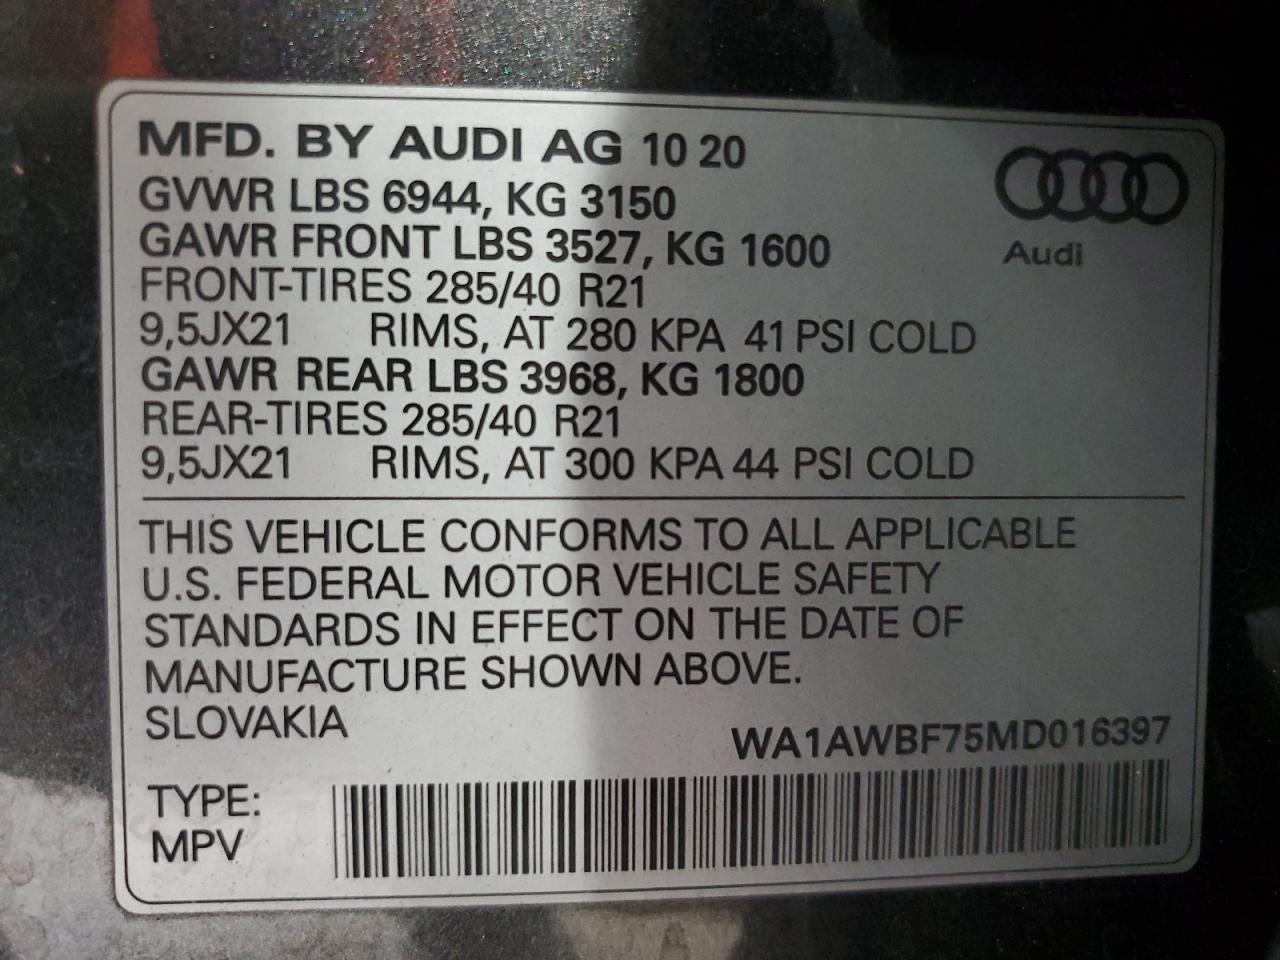 MFD. BY AUDI AG 10 20
GVWR LBS 6944, KG 3150
GAWR FRONT LBS 3527, KG 1600
Audi
FRONT-TIRES 285/40 R21
9,5JX21 RIMS, AT 280 KPA 41 PSI COLD
GAWR REAR LBS 3968, KG 1800
REAR-TIRES 285/40 R21
9,5JX21 RIMS, AT 300 KPA 44 PSI COLD
THIS VEHICLE CONFORMS TO ALL APPLICABLE
U.S. FEDERAL MOTOR VEHICLE SAFETY
STANDARDS IN EFFECT ON THE DATE OF
MANUFACTURE SHOWN ABOVE.
SLOVAKIA
WA1AWBF75MD016397
TYPE:
MPV